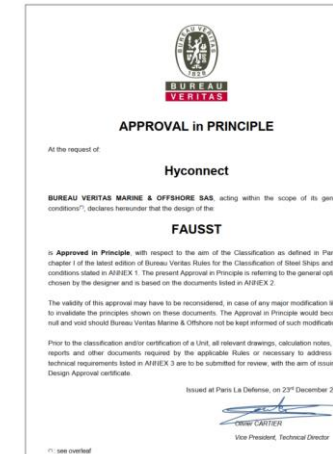 1828
BUREAU
VERITAS
APPROVAL in PRINCIPLE
At the request of:
Hyconnect
BUREAU VERITAS MARINE & OFFSHORE SAS, acting within the scope of its
conditions(*), declares hereunder that the design of the:
FAUSST
is Approved in Principle, with respect to the aim of the Classification as defined in
chapter I of the latest edition of Bureau Veritas Rules for the Classification of Steel Ships and
conditions stated in ANNEX 1. The present Approval in Principle is referring to the general
chosen by the designer and is based on the documents listed in ANNEX 2.
The validity of this approval may have to be reconsidered, in case of any major modification
to invalidate the principles shown on these documents. The Approval in Principle would
null and void should Bureau Veritas Marine & Offshore not be kept informed of such
Prior to the classification and/or certification of a Unit, all relevant drawings, calculation notes,
reports and other documents required by the applicable Rules or necessary to address
technical requirements listed in ANNEX 3 are to be submitted for review, with the aim of
Design Approval certificate.
Issued at Paris La Defense, on 23rd December
Olivier CARTIER
Vice President, Technical Director
(*): see overleaf